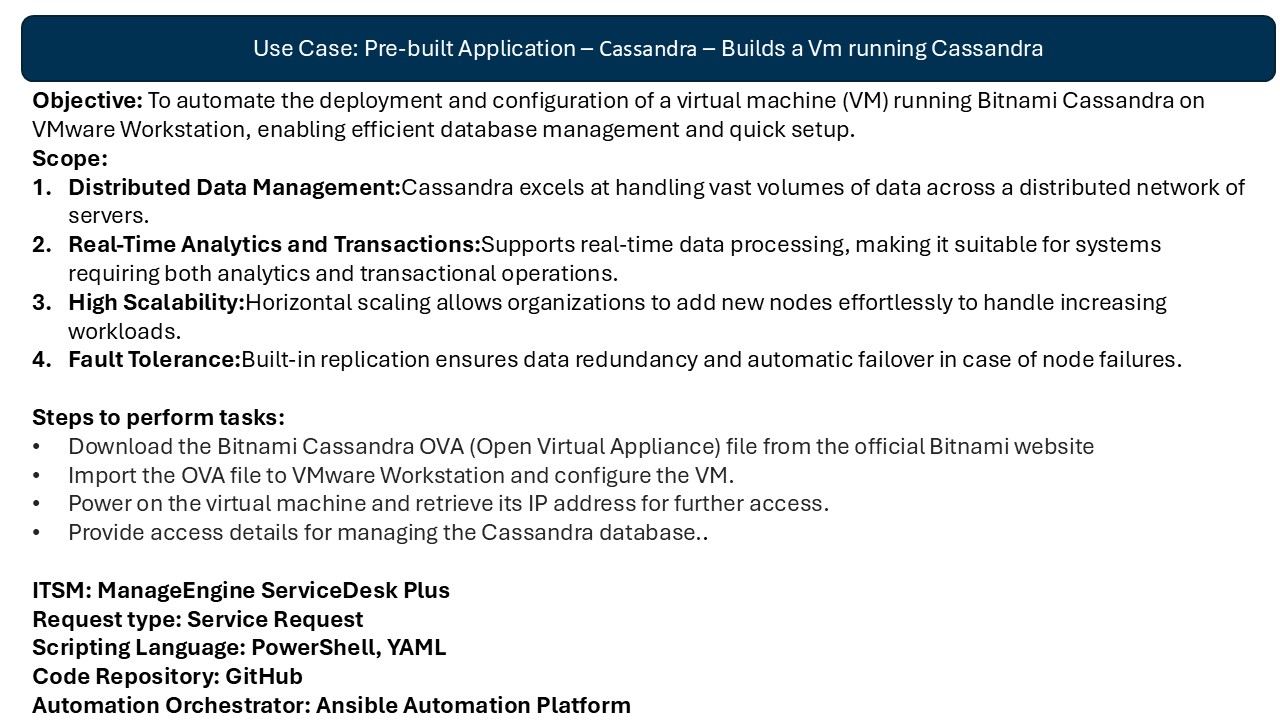 Use Case: Pre-built Application – Cassandra – Builds a Vm running Cassandra
Objective: To automate the deployment and configuration of a virtual machine (VM) running Bitnami Cassandra on
VMware Workstation, enabling efficient database management and quick setup.
Scope:
1. Distributed Data Management:Cassandra excels at handling vast volumes of data across a distributed network of
servers.
2. Real-Time Analytics and Transactions:Supports real-time data processing, making it suitable for systems
requiring both analytics and transactional operations.
3. High Scalability:Horizontal scaling allows organizations to add new nodes effortlessly to handle increasing
workloads.
4. Fault Tolerance:Built-in replication ensures data redundancy and automatic failover in case of node failures.
Steps to perform tasks:
• Download the Bitnami Cassandra OVA (Open Virtual Appliance) file from the official Bitnami website
• Import the OVA file to VMware Workstation and configure the VM.
• Power on the virtual machine and retrieve its IP address for further access.
• Provide access details for managing the Cassandra database..
ITSM: ManageEngine ServiceDesk Plus
Request type: Service Request
Scripting Language: PowerShell, YAML
Code Repository: GitHub
Automation Orchestrator: Ansible Automation Platform